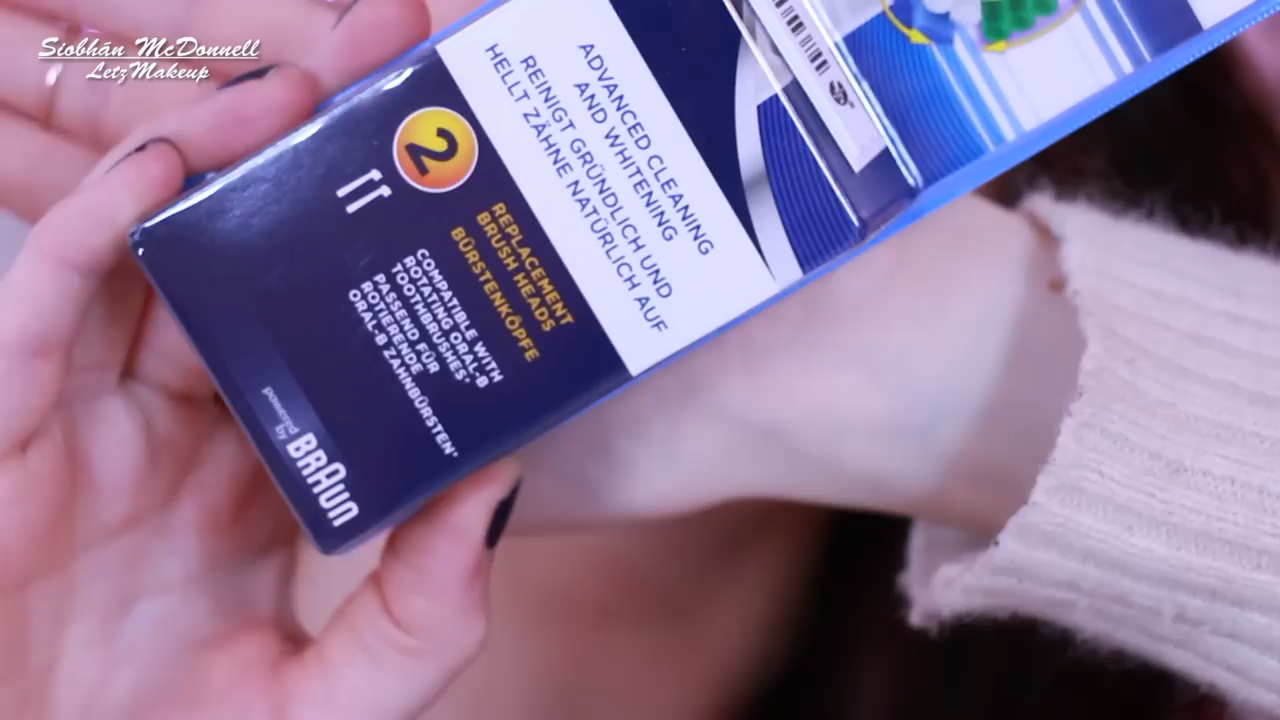 Siobhán McDonnell
LetzMakeup
ADVANCED CLEANING
AND WHITENING
REINIGT GRÜNDLICH UND
HELLT ZÄHNE NATÜRLICH AUF
2
REPLACEMENT
BRUSH HEADS
BÜRSTENKÖPFE
COMPATIBLE WITH
ROTATING ORAL-B
TOOTHBRUSHES*
PASSEND FÜR
ROTIERENDE
ORAL-B ZAHNBÜRSTEN*
powered
by
BRAUN